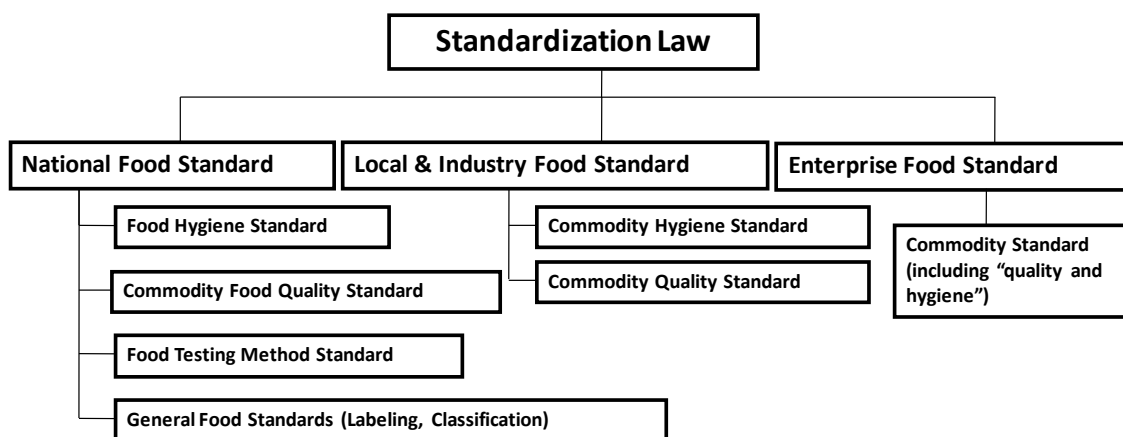 Standardization Law
National Food Standard
Local & Industry Food Standard
Enterprise Food Standard
Food Hygiene Standard
Commodity Food Quality Standard
Food Testing Method Standard
General Food Standards (Labeling, Classification)
Commodity Hygiene Standard
Commodity Quality Standard
Commodity Standard
(including “quality and
hygiene”)